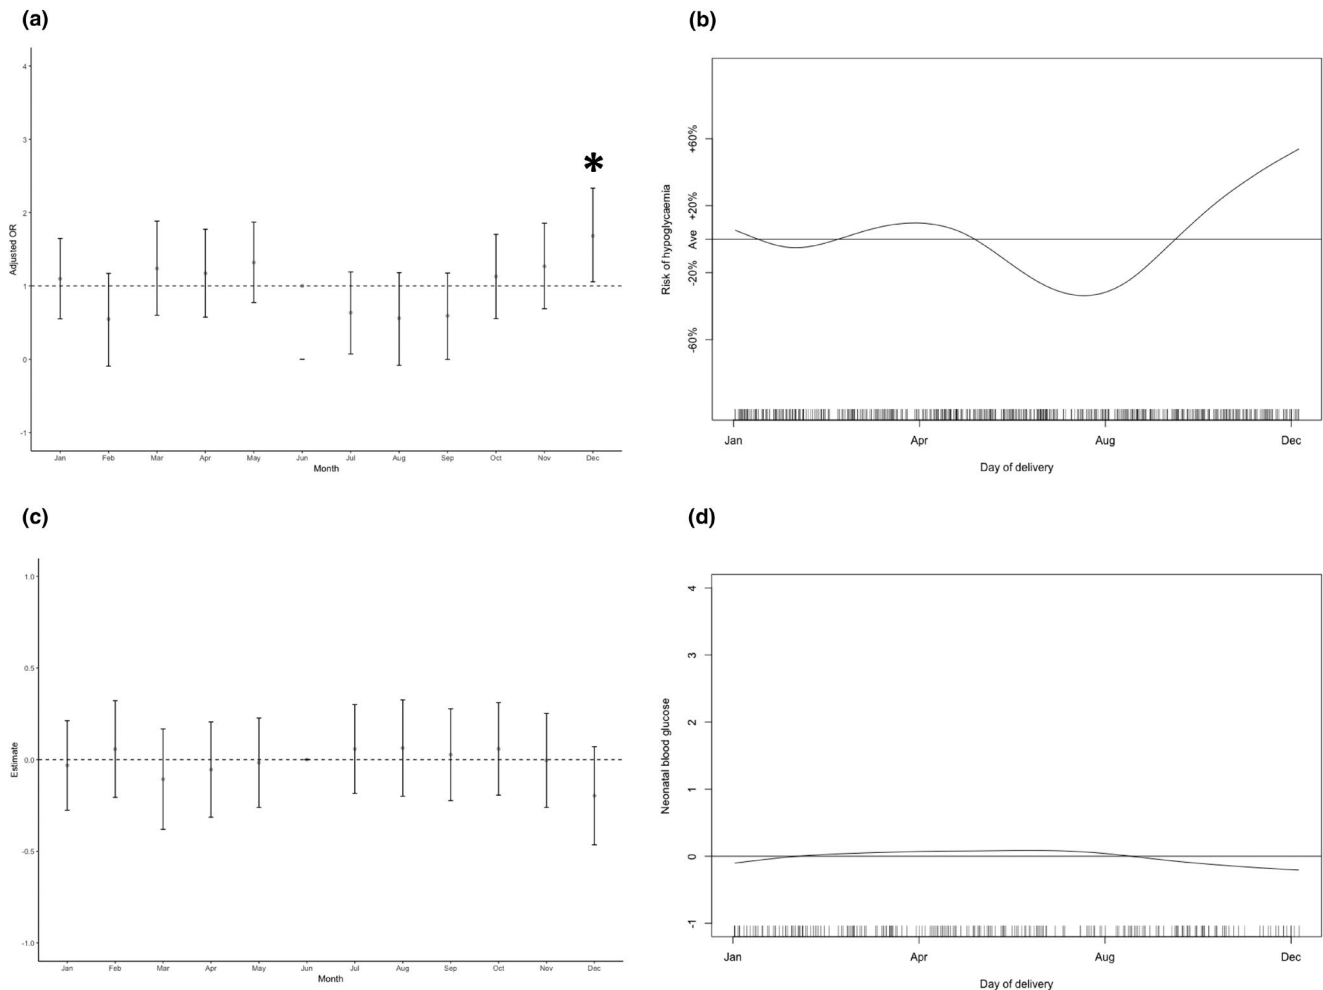 (a)
4
3
2
1
0
-1
Adjusted OR
*
Jan Feb Mar Apr May Jun Jul Aug Sep Oct Nov Dec
Month
(b)
+60%
+20%
Ave
-20%
-60%
Risk of hypoglycaemia
Jan Apr Aug Dec
Day of delivery
(c)
1.0
0.5
0.0
-0.5
-1.0
Estimate
Jan Feb Mar Apr May Jun Jul Aug Sep Oct Nov Dec
Month
(d)
4
3
2
1
0
-1
Neonatal blood glucose
Jan Apr Aug Dec
Day of delivery